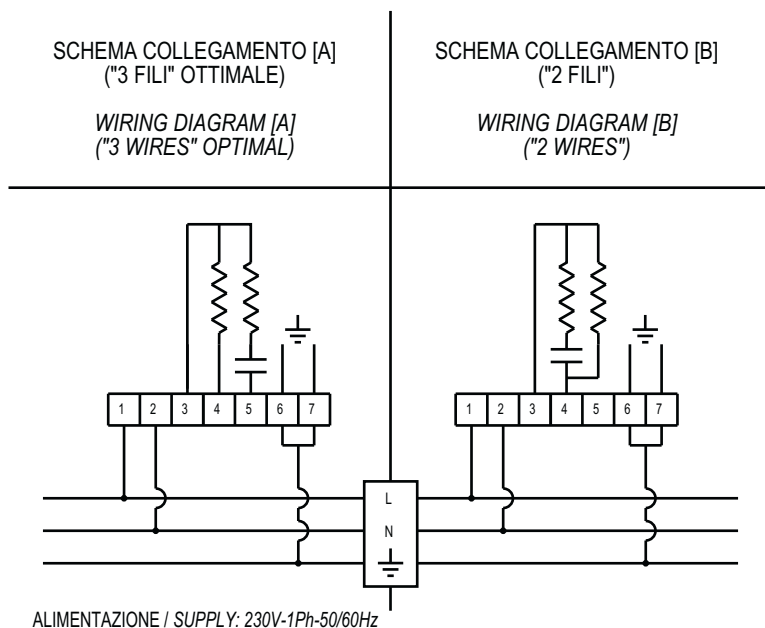 SCHEMA COLLEGAMENTO [A]
("3 FILI" OTTIMALE)
WIRING DIAGRAM [A]
("3 WIRES" OPTIMAL)
SCHEMA COLLEGAMENTO [B]
("2 FILI")
WIRING DIAGRAM [B]
("2 WIRES")
1 2 3 4 5 6 7
1 2 3 4 5 6 7
L
N
ALIMENTAZIONE / SUPPLY: 230V-1Ph-50/60Hz